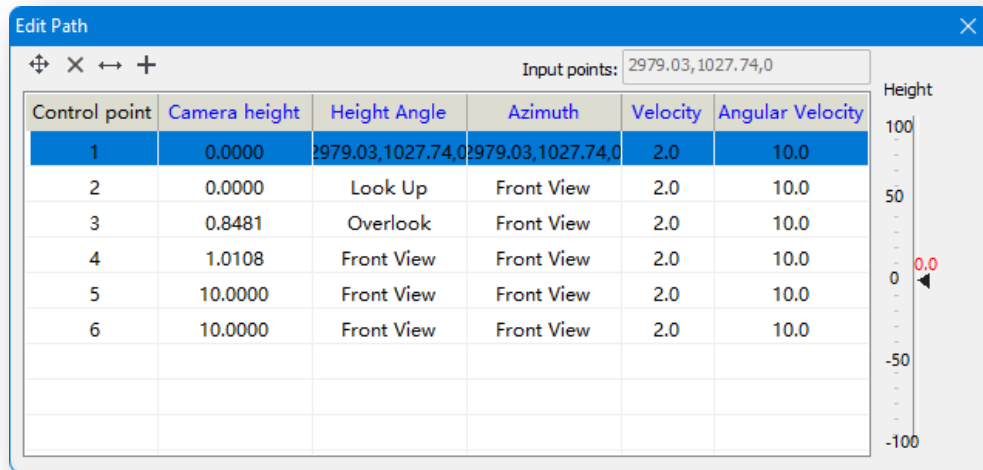 Edit Path
Input points: 2979.03,1027.74,0
Height
Control point Camera height Height Angle Azimuth Velocity Angular Velocity
1 0.0000 2979.03,1027.74,0 2979.03,1027.74,0 2.0 10.0
2 0.0000 Look Up Front View 2.0 10.0
3 0.8481 Overlook Front View 2.0 10.0
4 1.0108 Front View Front View 2.0 10.0
5 10.0000 Front View Front View 2.0 10.0
6 10.0000 Front View Front View 2.0 10.0
100
50
0,0
0
-50
-100